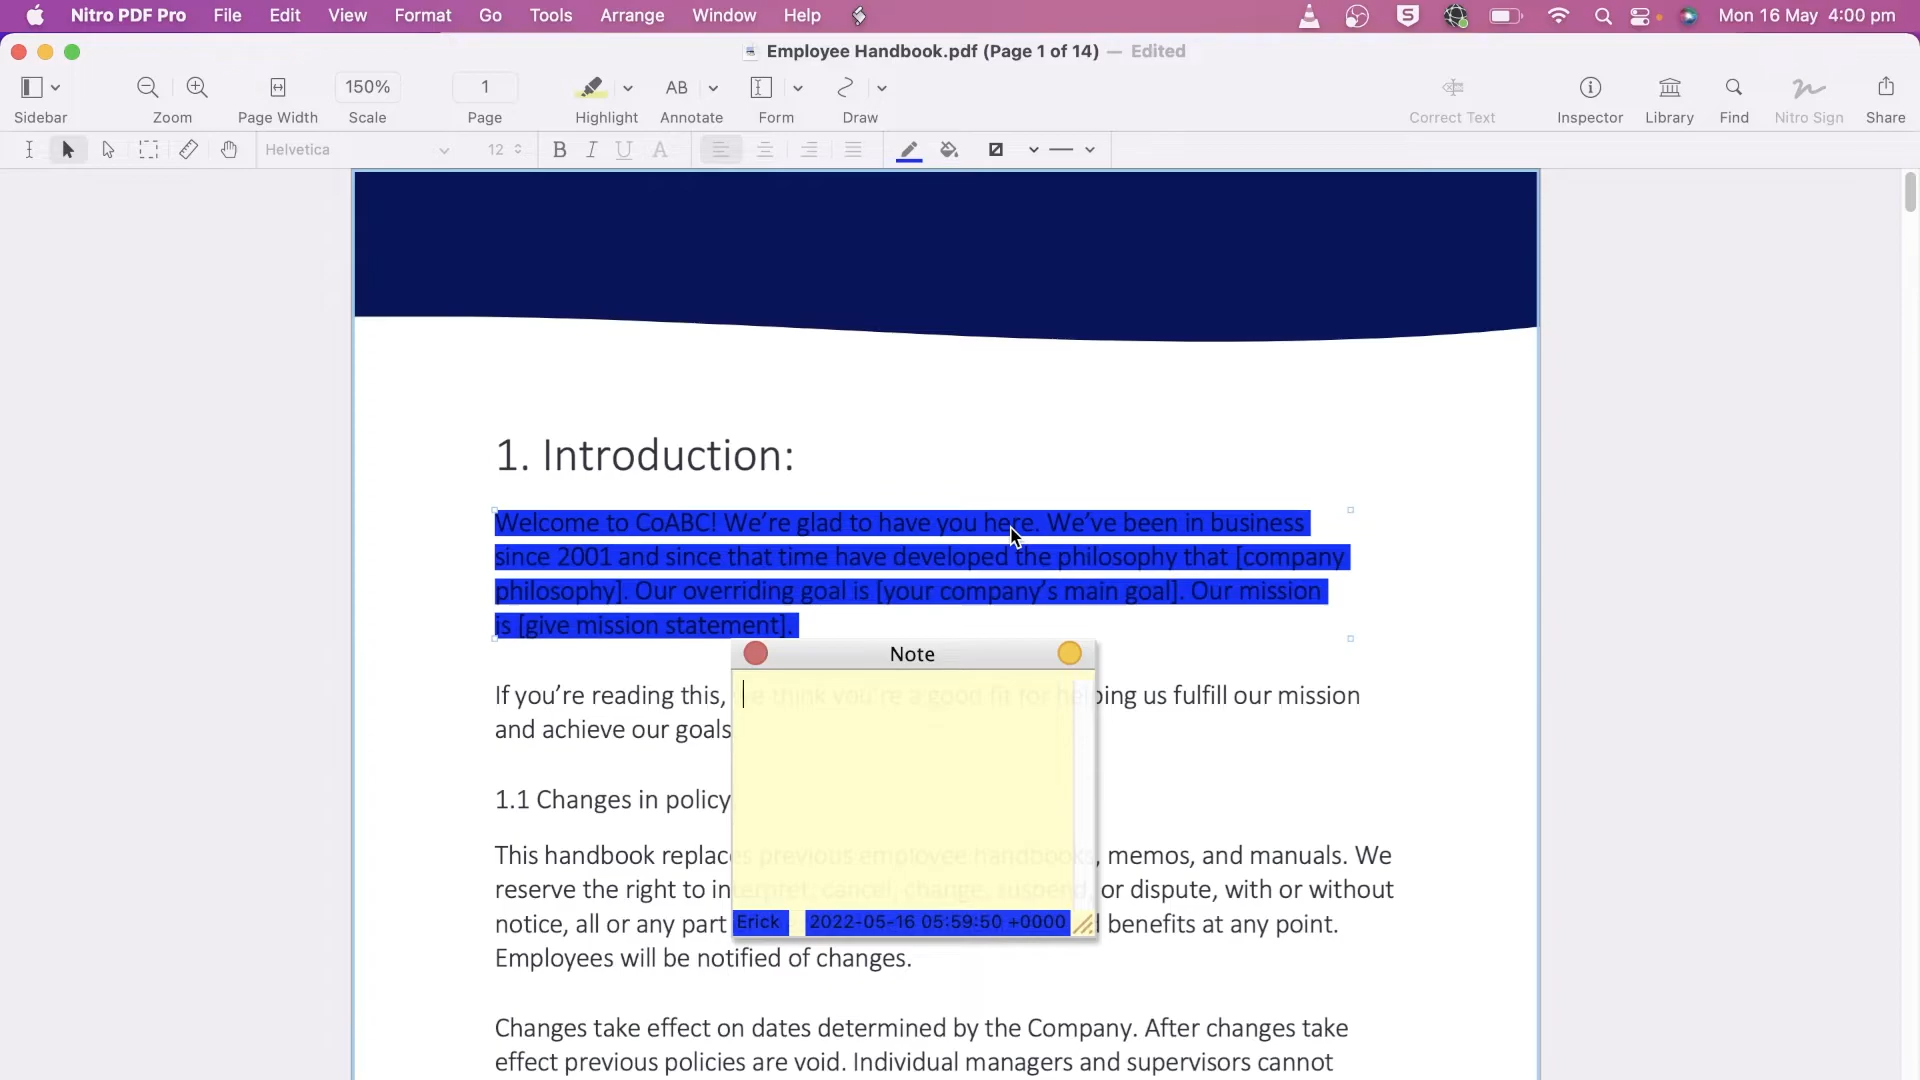 Nitro PDF Pro File Edit View Format Go Tools Arrange Window Help Mon 16 May 4:00 pm
Employee Handbook.pdf (Page 1 of 14) — Edited
150% 1 AB
Sidebar Zoom Page Width Scale Page Highlight Annotate Form Draw Correct Text Inspector Library Find Nitro Sign Share
Helvetica 12 B I U A
1. Introduction:
Welcome to CoABC! We’re glad to have you here. We’ve been in business
since 2001 and since that time have developed the philosophy that [company
philosophy]. Our overriding goal is [your company’s main goal]. Our mission
is [give mission statement].
Note
If you’re reading this, we think you’re a good fit for helping us fulfill our mission
and achieve our goals
1.1 Changes in policy
This handbook replaces previous employee handbooks, memos, and manuals. We
reserve the right to interpret, cancel, change, suspend, or dispute, with or without
notice, all or any part benefits at any point.
Erick 2022-05-16 05:59:50 +0000
Employees will be notified of changes.
Changes take effect on dates determined by the Company. After changes take
effect previous policies are void. Individual managers and supervisors cannot